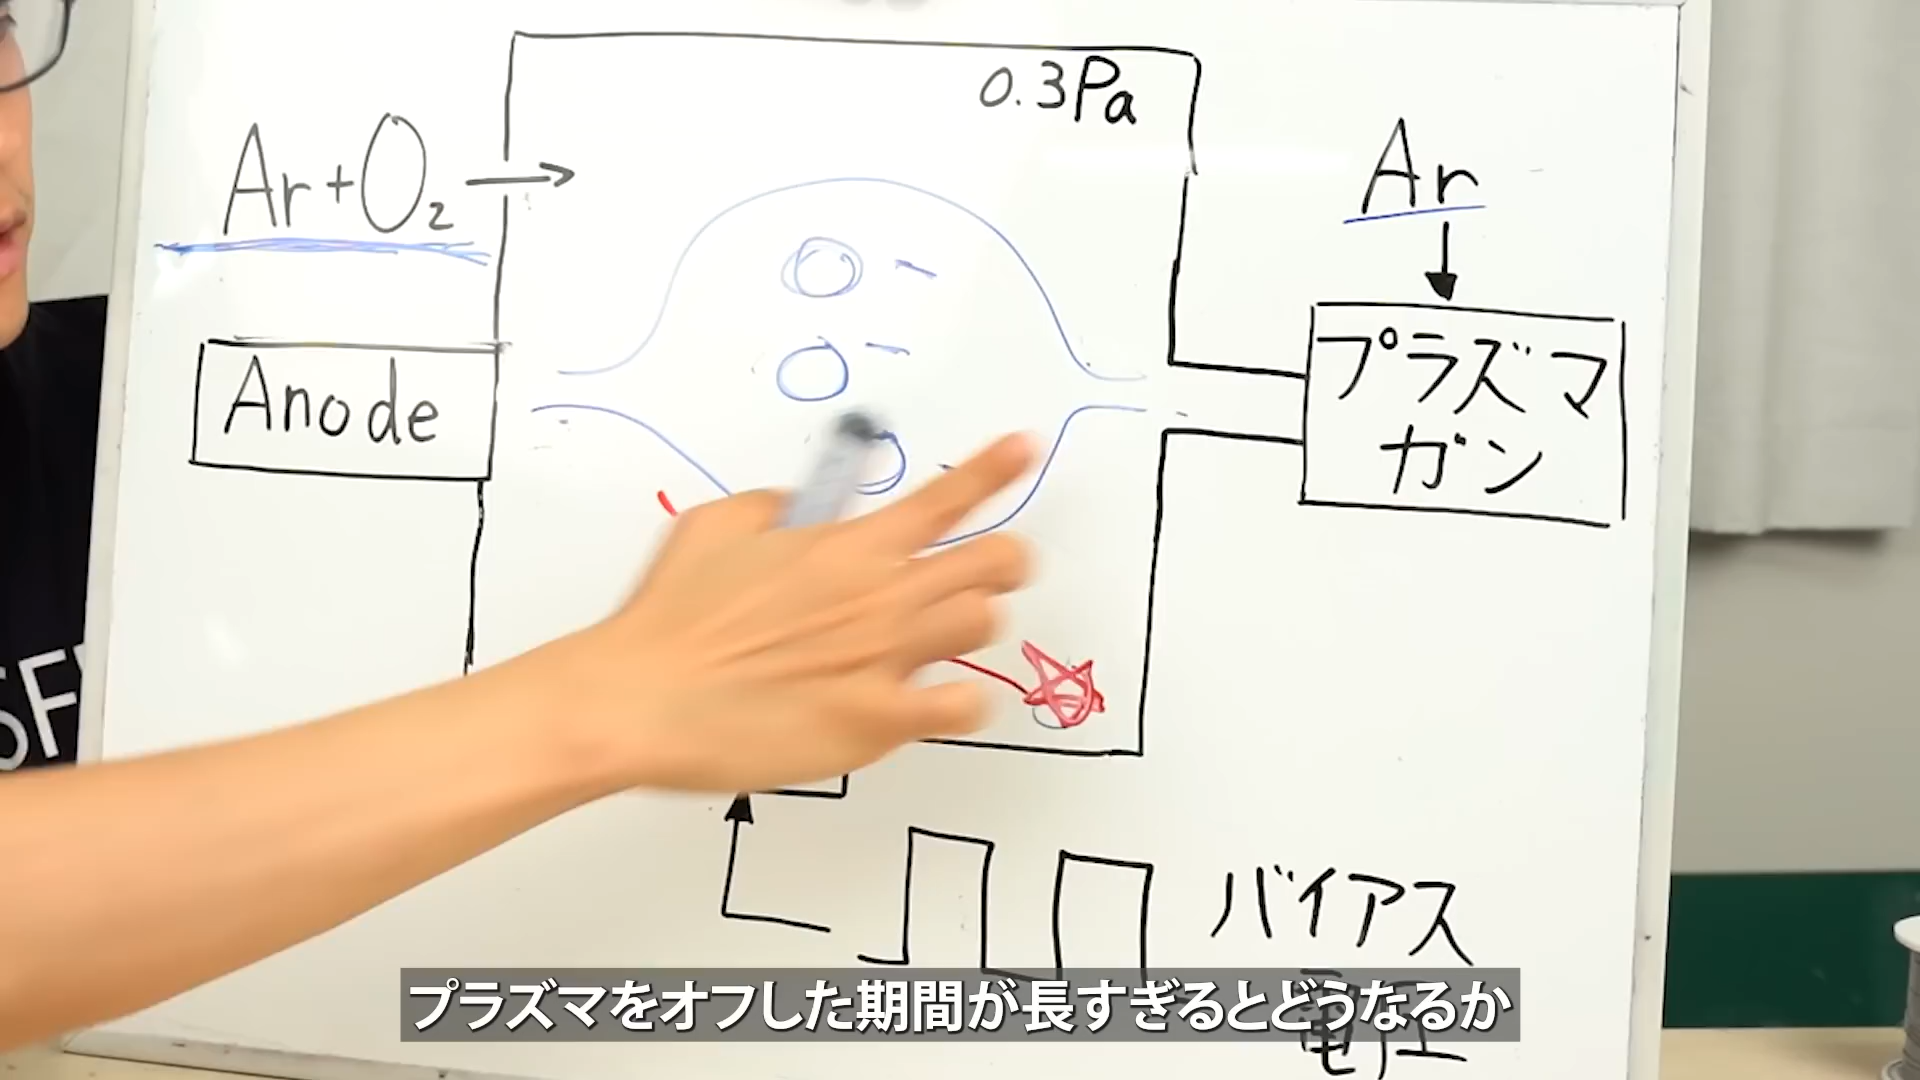 0.3Pa
Ar+O₂
Ar
Anode
プラズマ
ガン
バイアス
電圧
プラズマをオフした期間が長すぎるとどうなるか